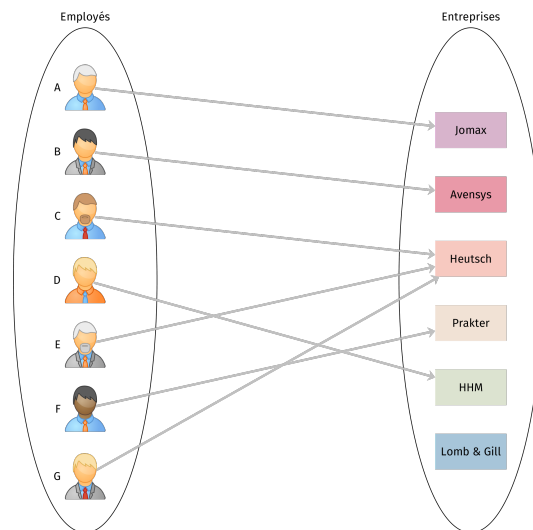 Employés
Entreprises
A
B
C
D
E
F
G
Jomax
Avensys
Heutsch
Prakter
HHM
Lomb & Gill